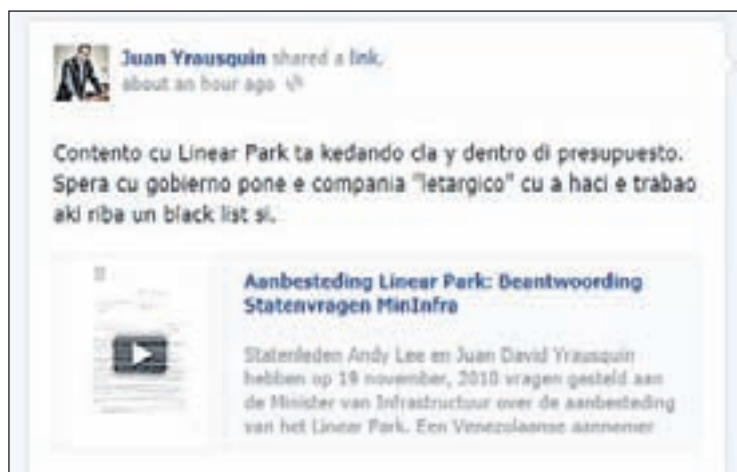 Juan Yrausquin shared a link.
about an hour ago
Contento cu Linear Park ta kedando cla y dentro di presupuesto.
Spera cu gobierno pone e compania "letargico" cu a haci e trabao
aki riba un black list si.
Aanbesteding Linear Park: Beantwoording
Statenvragen MinInfra
Statenleden Andy Lee en Juan David Yrausquin
hebben op 19 november, 2010 vragen gesteld aan
de Minister van Infrastructuur over de aanbesteding
van het Linear Park. Een Venezolaanse aannemer